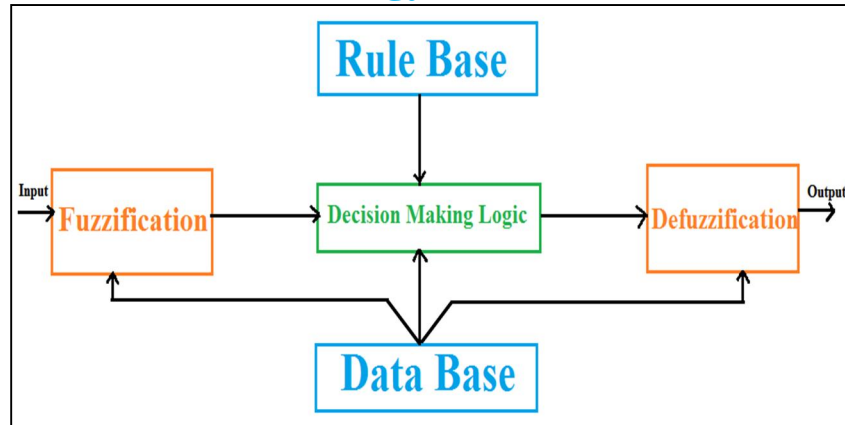 Rule Base
Input
Fuzzification
Decision Making Logic
Defuzzification
Output
Data Base